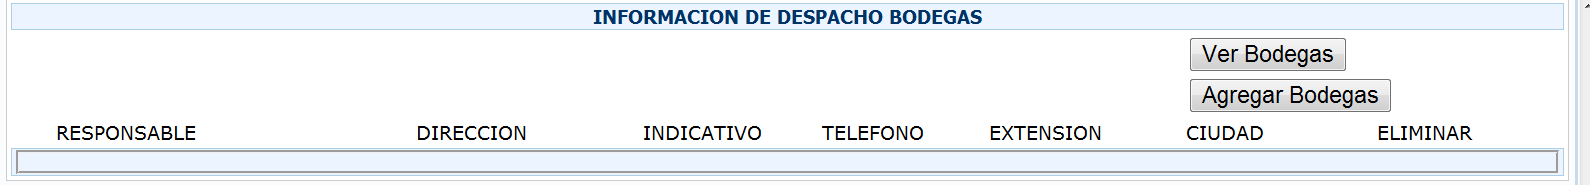 INFORMACION DE DESPACHO BODEGAS
Ver Bodegas
Agregar Bodegas
RESPONSABLE DIRECCION INDICATIVO TELEFONO EXTENSION CIUDAD ELIMINAR